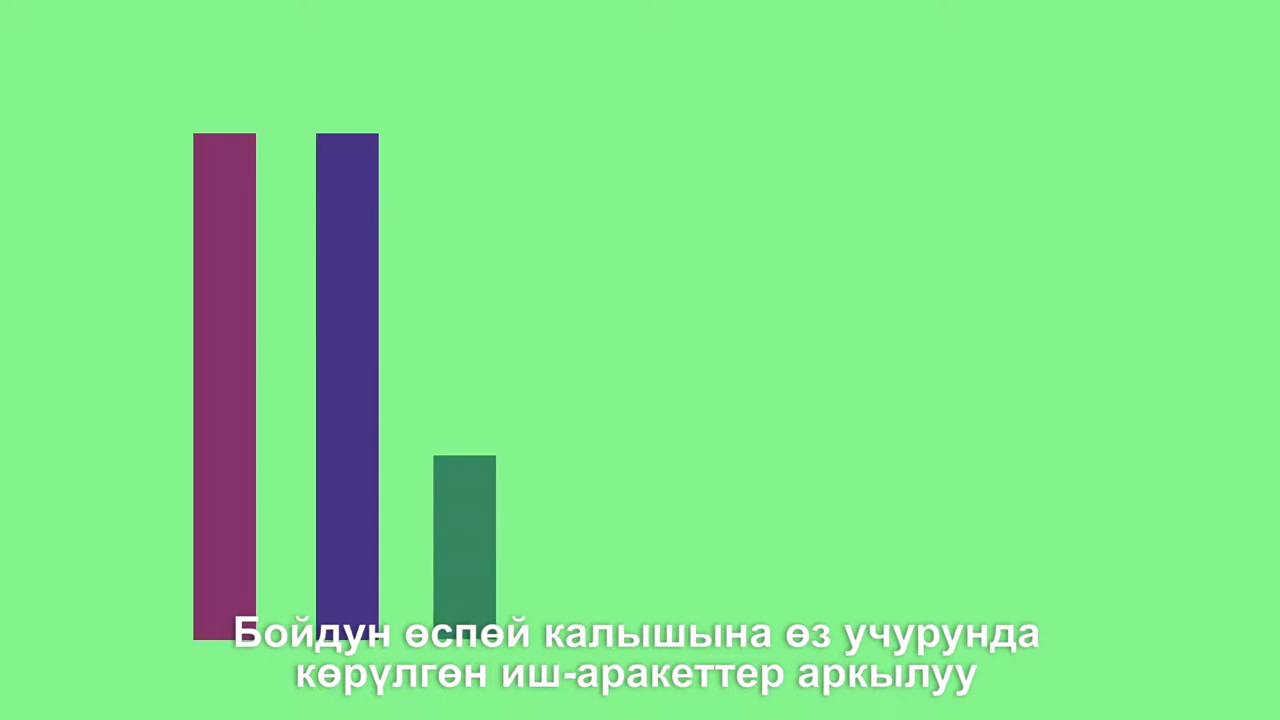 Бойдун өспөй калышына өз учурунда
көрүлгөн иш-аракеттер аркылуу